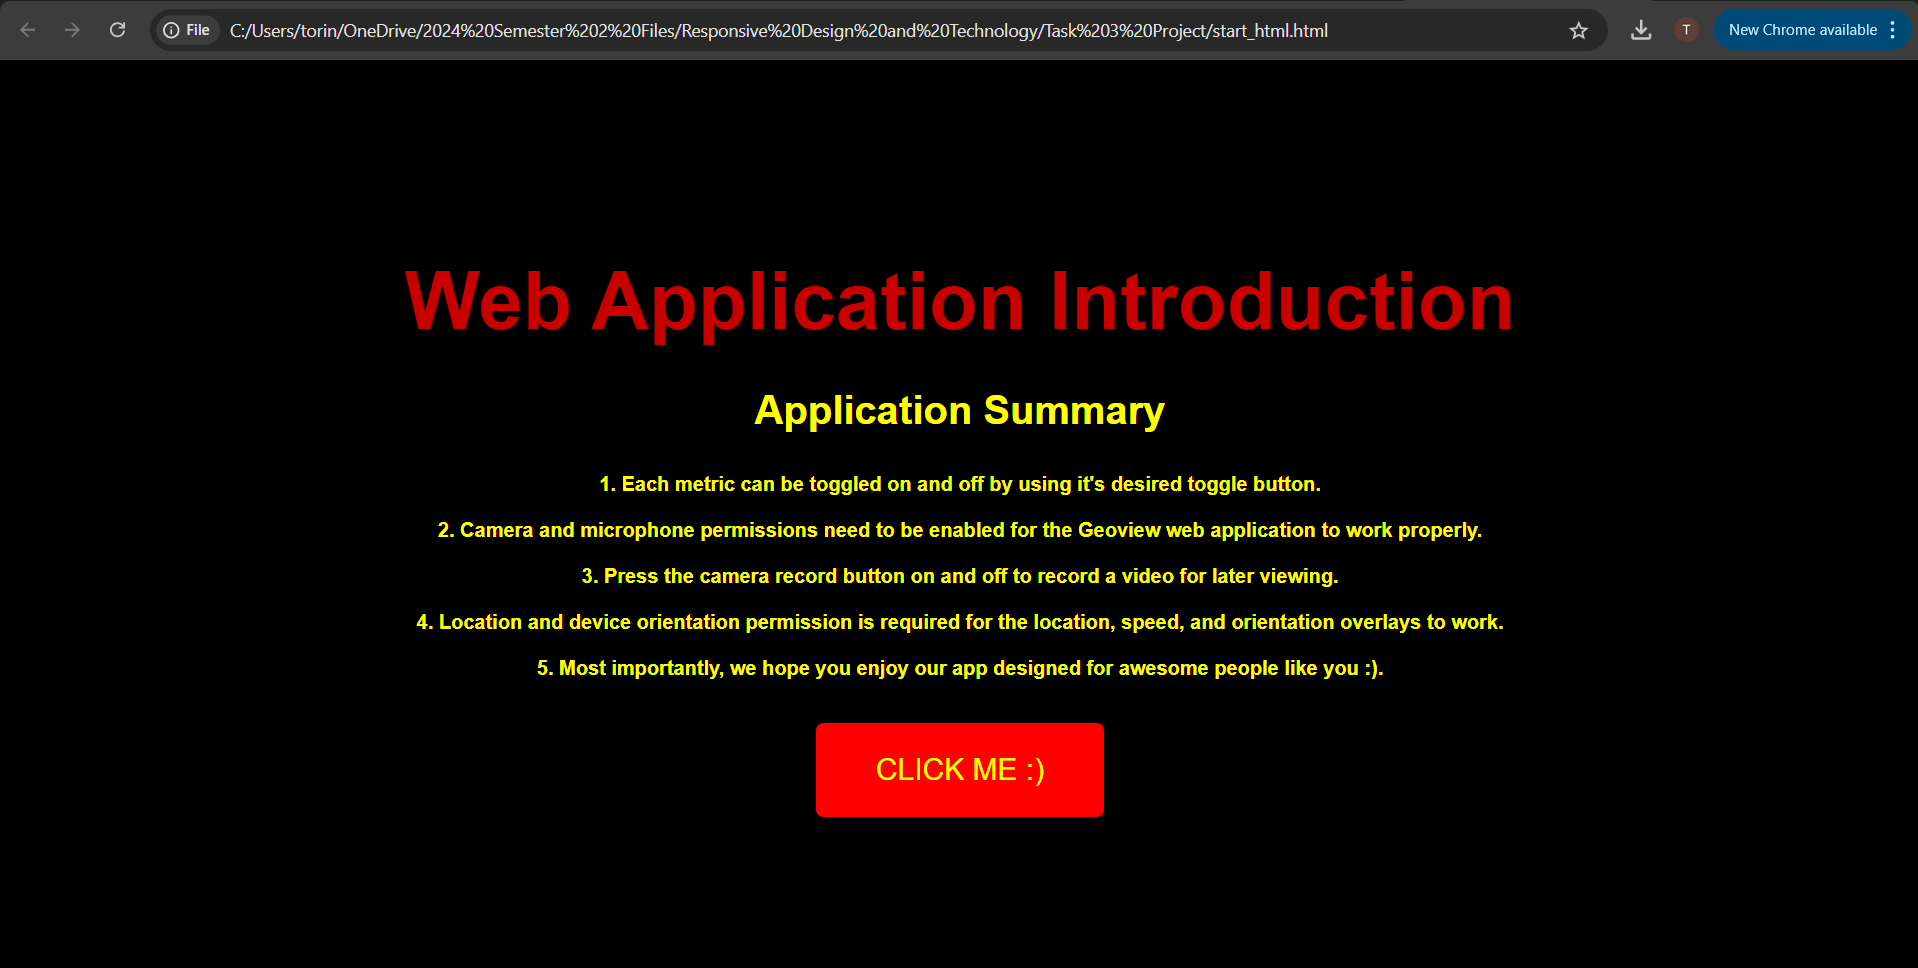 File C:/Users/torin/OneDrive/2024%20Semester%202%20Files/Responsive%20Design%20and%20Technology/Task%203%20Project/start_html.html T New Chrome available
Web Application Introduction
Application Summary
1. Each metric can be toggled on and off by using it's desired toggle button.
2. Camera and microphone permissions need to be enabled for the Geoview web application to work properly.
3. Press the camera record button on and off to record a video for later viewing.
4. Location and device orientation permission is required for the location, speed, and orientation overlays to work.
5. Most importantly, we hope you enjoy our app designed for awesome people like you :).
CLICK ME :)